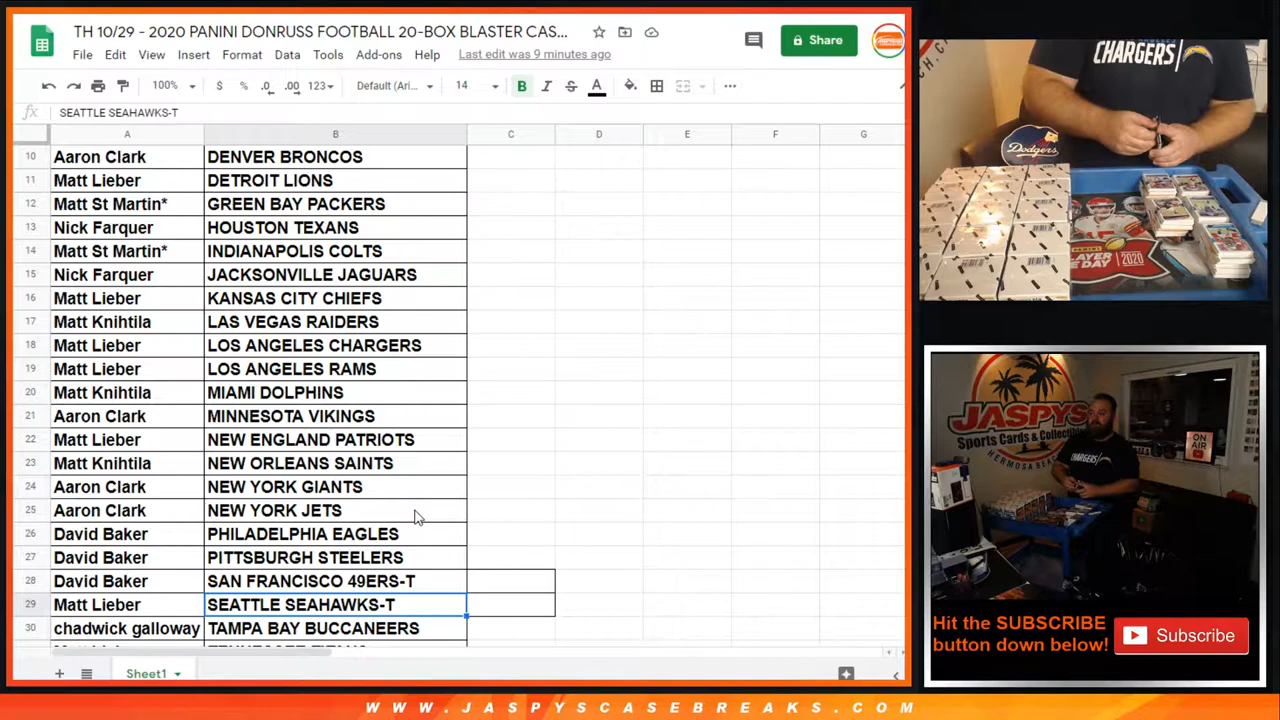 TH 10/29 - 2020 PANINI DONRUSS FOOTBALL 20-BOX BLASTER CAS...
File Edit View Insert Format Data Tools Add-ons Help Last edit was 9 minutes ago
Share
100% $ % .0 .00 123 Default (Ari... 14 B I S A
fx SEATTLE SEAHAWKS-T
A B C D E F G
10 Aaron Clark DENVER BRONCOS
11 Matt Lieber DETROIT LIONS
12 Matt St Martin* GREEN BAY PACKERS
13 Nick Farquer HOUSTON TEXANS
14 Matt St Martin* INDIANAPOLIS COLTS
15 Nick Farquer JACKSONVILLE JAGUARS
16 Matt Lieber KANSAS CITY CHIEFS
17 Matt Knihtila LAS VEGAS RAIDERS
18 Matt Lieber LOS ANGELES CHARGERS
19 Matt Lieber LOS ANGELES RAMS
20 Matt Knihtila MIAMI DOLPHINS
21 Aaron Clark MINNESOTA VIKINGS
22 Matt Lieber NEW ENGLAND PATRIOTS
23 Matt Knihtila NEW ORLEANS SAINTS
24 Aaron Clark NEW YORK GIANTS
25 Aaron Clark NEW YORK JETS
26 David Baker PHILADELPHIA EAGLES
27 David Baker PITTSBURGH STEELERS
28 David Baker SAN FRANCISCO 49ERS-T
29 Matt Lieber SEATTLE SEAHAWKS-T
30 chadwick galloway TAMPA BAY BUCCANEERS
Sheet1
CHARGERS
Dodgers
PANINI
PLAYER
DAY 2020
JASPYS
Sports Cards & Collectibles
HERMOSA BEACH
CHARGERS
ON
AIR
Hit the SUBSCRIBE
button down below!
Subscribe
WWW.JASPYSCASEBREAKS.COM